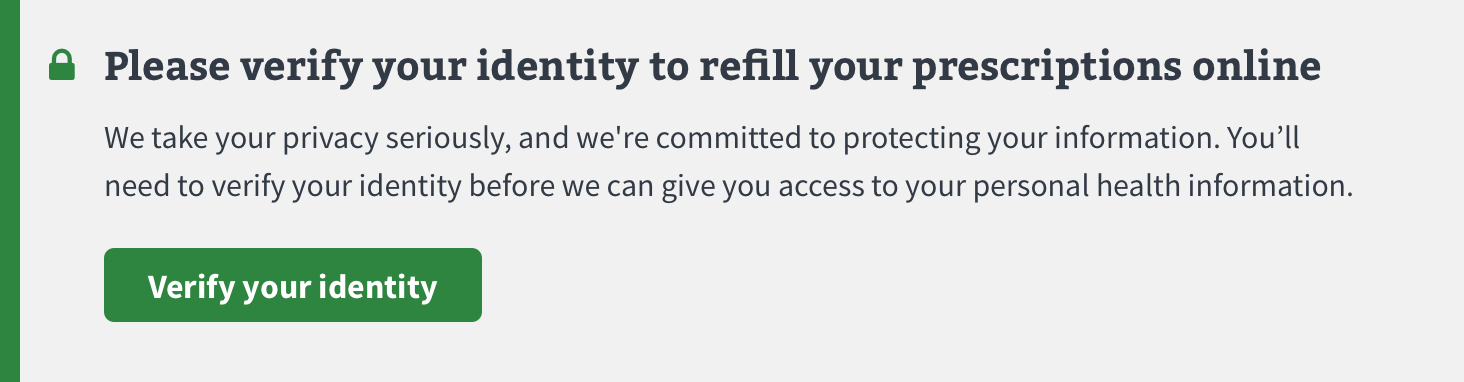 Please verify your identity to refill your prescriptions online
We take your privacy seriously, and we're committed to protecting your information. You’ll
need to verify your identity before we can give you access to your personal health information.
Verify your identity